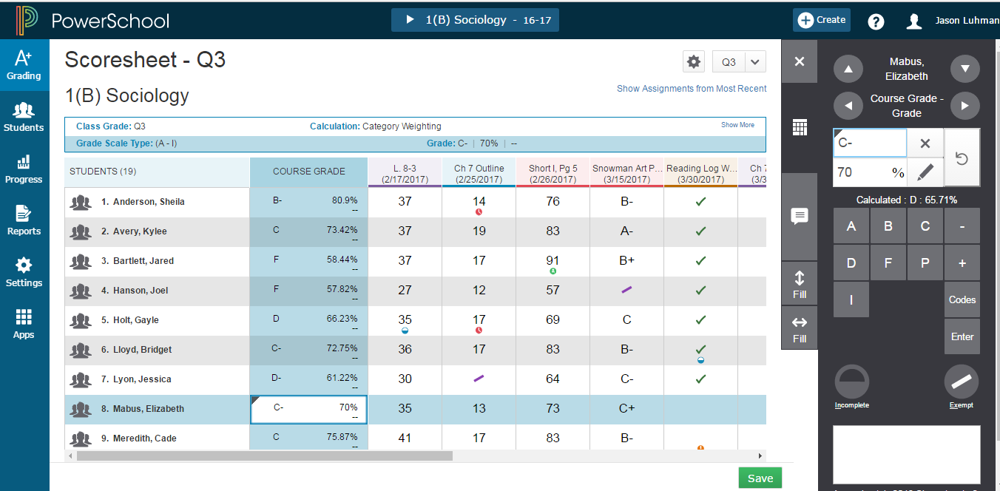 PowerSchool
1(B) Sociology - 16-17
Create
?
Jason Luhman
A+
Grading
Students
Progress
Reports
Settings
Apps
Scoresheet - Q3
Q3
1(B) Sociology
Show Assignments from Most Recent
Class Grade: Q3 Calculation: Category Weighting Show More
Grade Scale Type: (A - I) Grade: C- | 70% | --
STUDENTS (19) COURSE GRADE L. 8-3 (2/17/2017) Ch 7 Outline (2/25/2017) Short I, Pg 5 (2/26/2017) Snowman Art P... (3/15/2017) Reading Log W... (3/30/2017) Ch 7 (3/3
1. Anderson, Sheila B- 80.9% -- 37 14 76 B- ✓
2. Avery, Kylee C 73.42% -- 37 19 83 A- ✓
3. Bartlett, Jared F 58.44% -- 37 17 91 B+ ✓
4. Hanson, Joel F 57.82% -- 27 12 57 ✓
5. Holt, Gayle D 66.23% -- 35 17 69 C ✓
6. Lloyd, Bridget C- 72.75% -- 36 17 83 B- ✓
7. Lyon, Jessica D- 61.22% -- 30 64 C- ✓
8. Mabus, Elizabeth C- 70% -- 35 13 73 C+
9. Meredith, Cade C 75.87% -- 41 17 83 B-
Save
Fill
Fill
Mabus,
Elizabeth
Course Grade -
Grade
C-
70 %
Calculated : D : 65.71%
A B C -
D F P +
I Codes
Enter
Incomplete Exempt